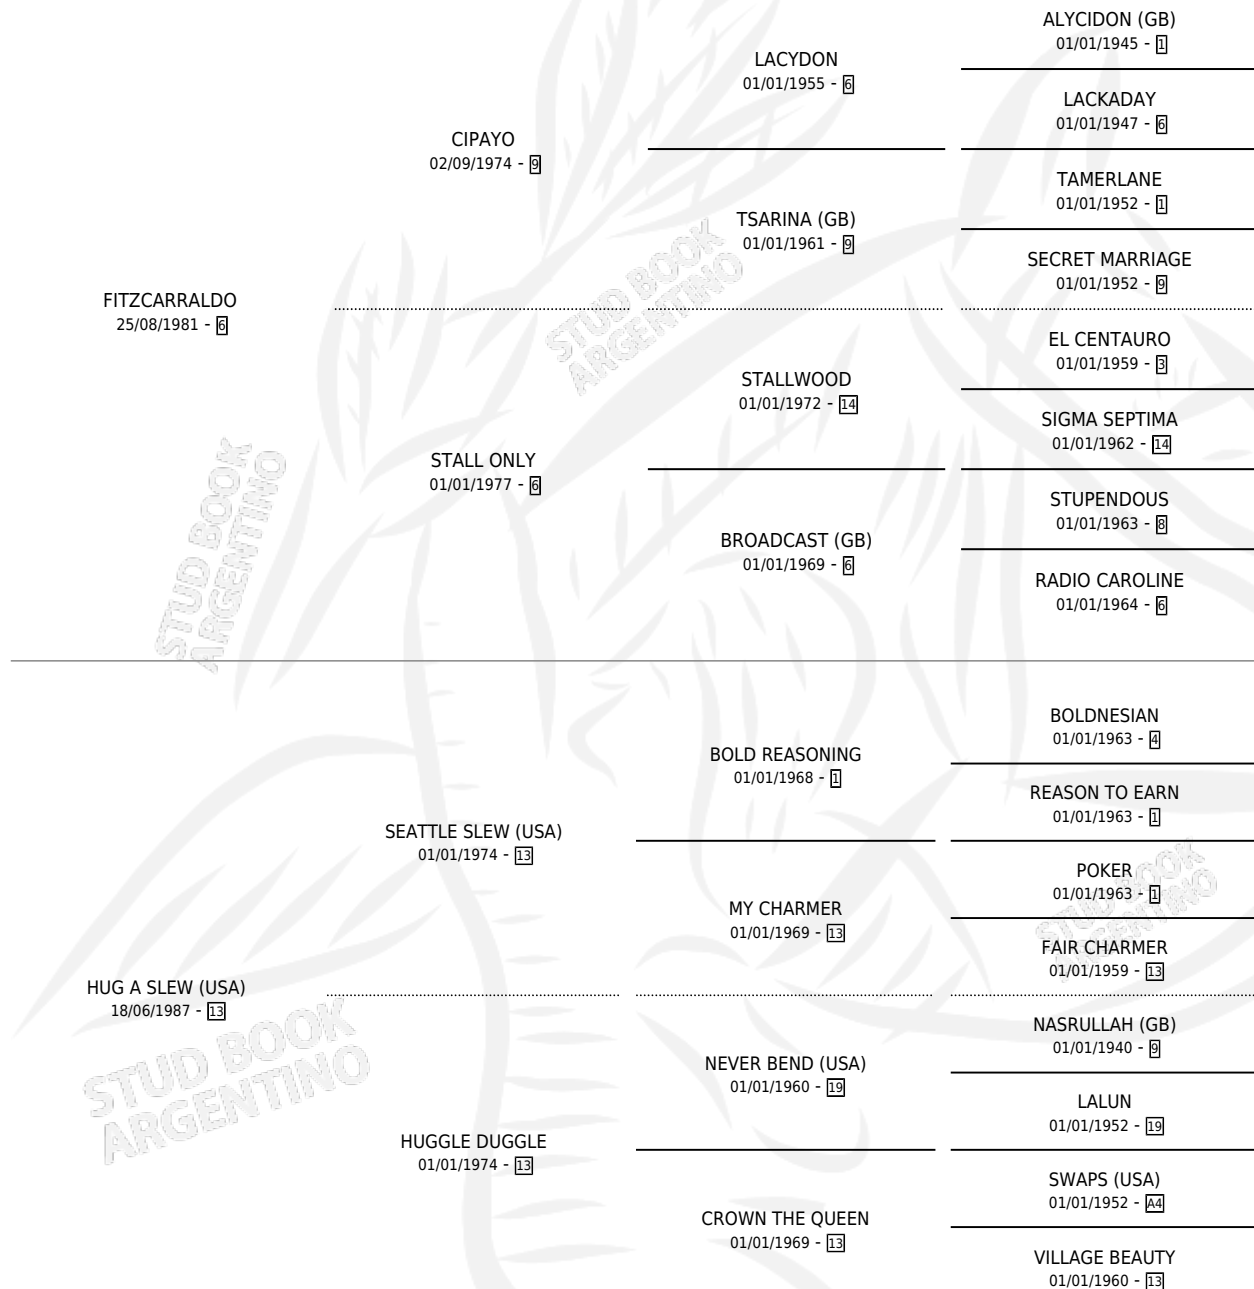 ALYCIDON (GB)
01/01/1945 - 1
LACYDON
01/01/1955 - 6
LACKADAY
01/01/1947 - 6
CIPAYO
02/09/1974 - 9
TAMERLANE
01/01/1952 - 1
TSARINA (GB)
01/01/1961 - 9
SECRET MARRIAGE
01/01/1952 - 9
FITZCARRALDO
25/08/1981 - 6
STUD BOOK
ARGENTINO
EL CENTAURO
01/01/1959 - 3
STALLWOOD
01/01/1972 - 14
SIGMA SEPTIMA
01/01/1962 - 14
STALL ONLY
01/01/1977 - 6
STUPENDOUS
01/01/1963 - 8
BROADCAST (GB)
01/01/1969 - 6
RADIO CAROLINE
01/01/1964 - 6
STUD BOOK
ARGENTINO
BOLDNESIAN
01/01/1963 - 4
BOLD REASONING
01/01/1968 - 1
REASON TO EARN
01/01/1963 - 1
SEATTLE SLEW (USA)
01/01/1974 - 13
POKER
01/01/1963 - 1
MY CHARMER
01/01/1969 - 13
FAIR CHARMER
01/01/1959 - 13
STUD BOOK
ARGENTINO
HUG A SLEW (USA)
18/06/1987 - 13
NASRULLAH (GB)
01/01/1940 - 9
NEVER BEND (USA)
01/01/1960 - 19
LALUN
01/01/1952 - 19
STUD BOOK
ARGENTINO
HUGGLE DUGGLE
01/01/1974 - 13
SWAPS (USA)
01/01/1952 - A4
CROWN THE QUEEN
01/01/1969 - 13
VILLAGE BEAUTY
01/01/1960 - 13